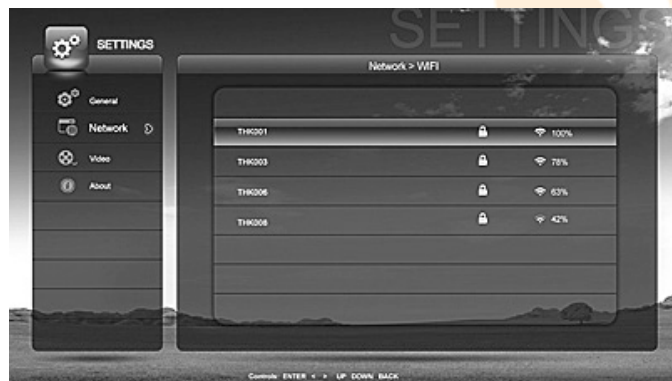 SETTINGS
SETTINGS
Network > WIFI
General
Network
Video
About
THK001 100%
THK003 78%
THK006 63%
THK008 42%
Controls: ENTER < > UP DOWN BACK